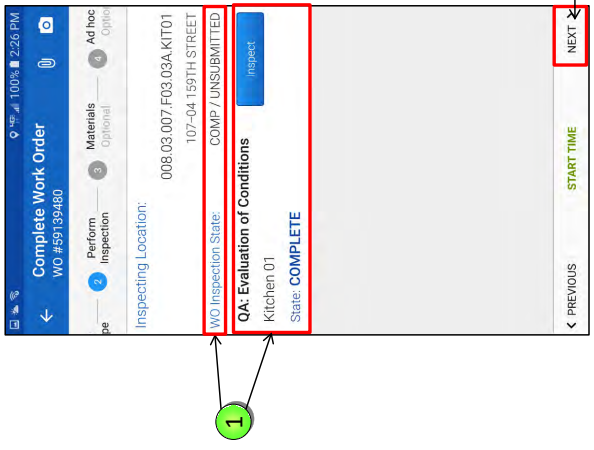 100% 2:26 PM
Complete Work Order
WO #59139480
pe
2
Perform
Inspection
3
Materials
Optional
4
Ad hoc
Optio
Inspecting Location:
008.03.007.F03.03A.KIT01
107-04 159TH STREET
WO Inspection State: COMP / UNSUBMITTED
QA: Evaluation of Conditions
Kitchen 01
Inspect
State: COMPLETE
PREVIOUS START TIME NEXT
1